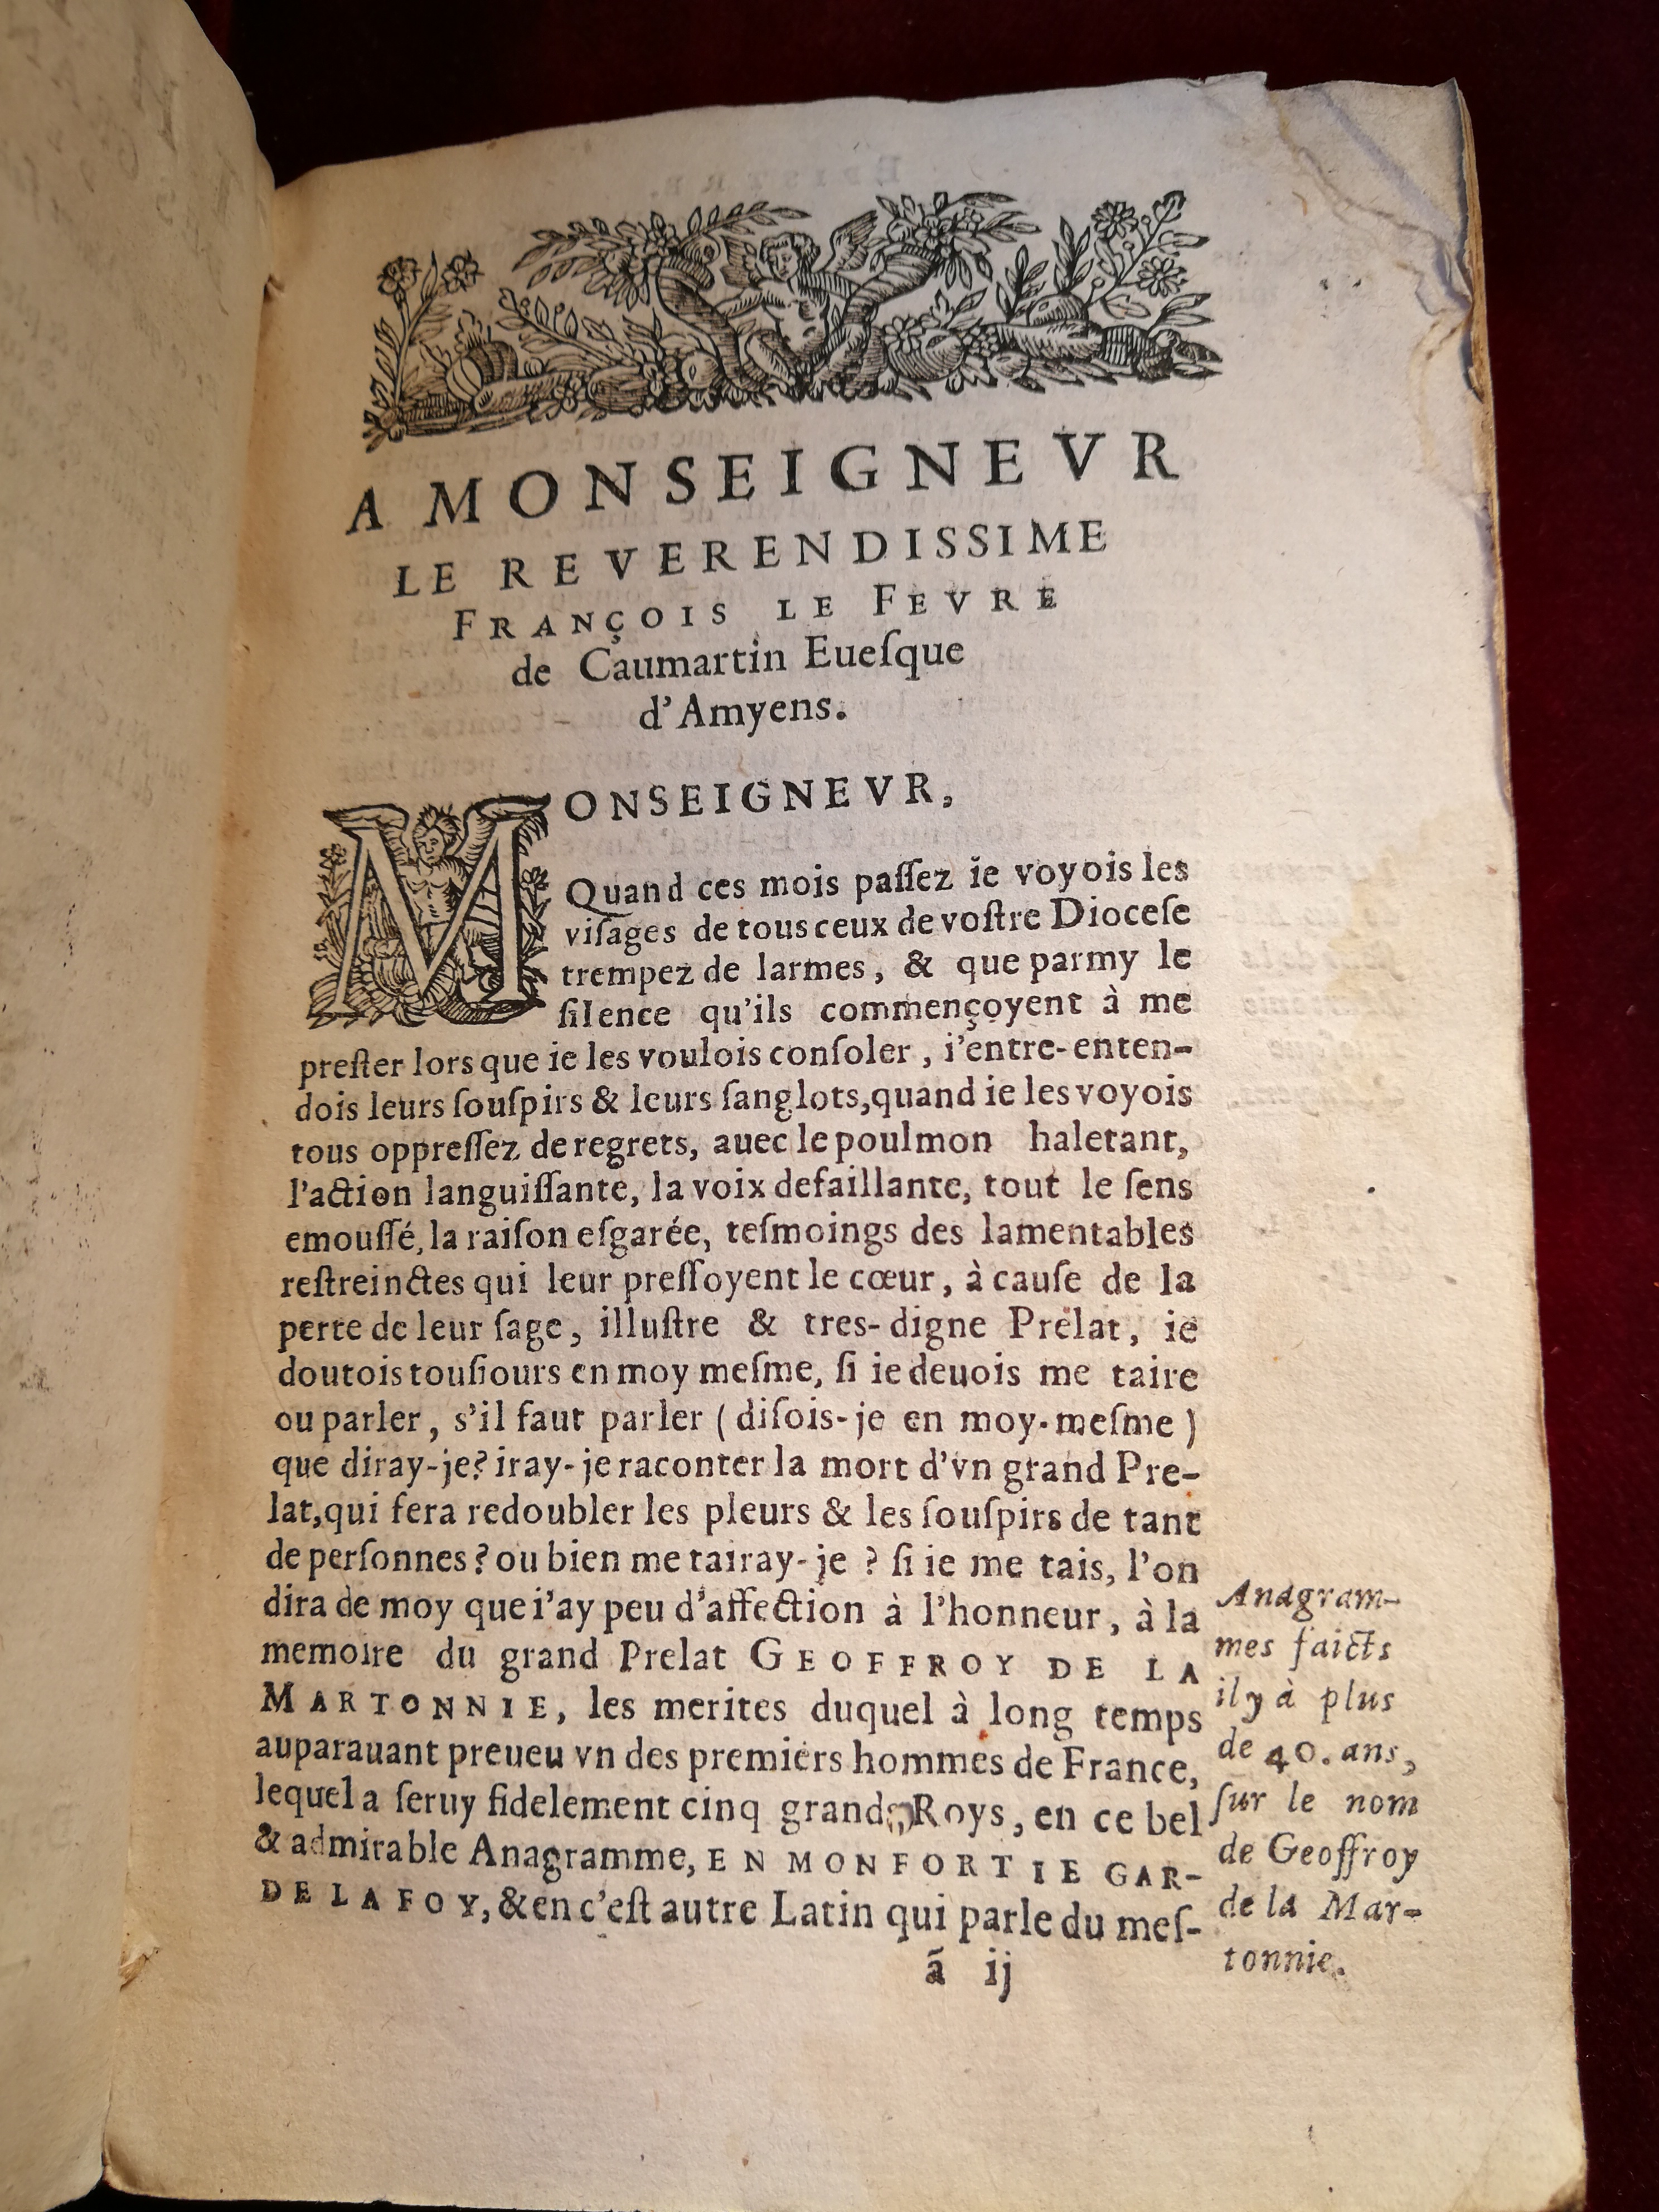 A MONSEIGNEVR
LE REVERENDISSIME
FRANÇOIS LE FEVRE
de Caumartin Eueſque
d'Amyens.
MONSEIGNEVR,
Quand ces mois paſſez ie voyois les
viſages de tous ceux de voſtre Dioceſe
trempez de larmes, & que parmy le
ſilence qu'ils commençoyent à me
preſter lors que ie les voulois conſoler, i'entre-enten-
dois leurs ſouſpirs & leurs ſanglots,quand ie les voyois
tous oppreſſez de regrets, auec le poulmon haletant,
l'action languiſſante, la voix defaillante, tout le ſens
emouſſé, la raiſon eſgarée, teſmoings des lamentables
reſtreinctes qui leur preſſoyent le cœur, à cauſe de la
perte de leur ſage, illuſtre & tres-digne Prelat, ie
doutois touſiours en moy meſme, ſi ie deuois me taire
ou parler, s'il faut parler (diſois-je en moy-meſme)
que diray-je? iray-je raconter la mort d'vn grand Pre-
lat,qui fera redoubler les pleurs & les ſouſpirs de tant
de perſonnes? ou bien me tairay-je ? ſi ie me tais, l'on
dira de moy que i'ay peu d'affection à l'honneur, à la
memoire du grand Prelat GEOFFROY DE LA
MARTONNIE, les merites duquel à long temps
auparauant preueu vn des premiers hommes de France,
lequel a ſeruy fidelement cinq grands Roys, en ce bel
& admirable Anagramme, EN MONFORT IE GAR-
DE LA FOY, & en c'eſt autre Latin qui parle du meſ-
ã ij
Anagram-
mes faicts
il y à plus
de 40. ans,
ſur le nom
de Geoffroy
de la Mar-
tonnie.